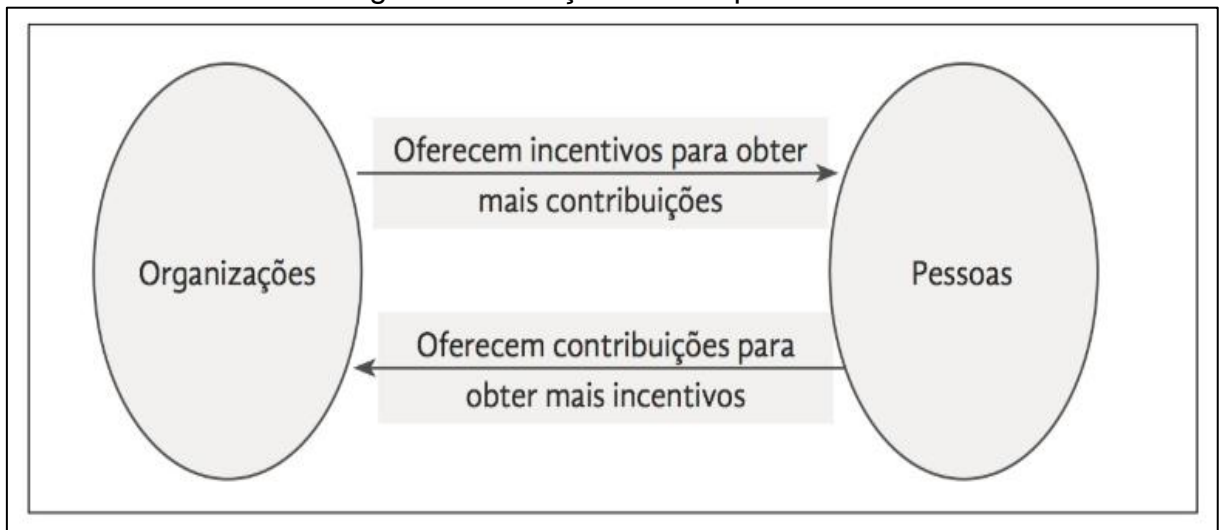 Organizações
Oferecem incentivos para obter
mais contribuições
Pessoas
Oferecem contribuições para
obter mais incentivos